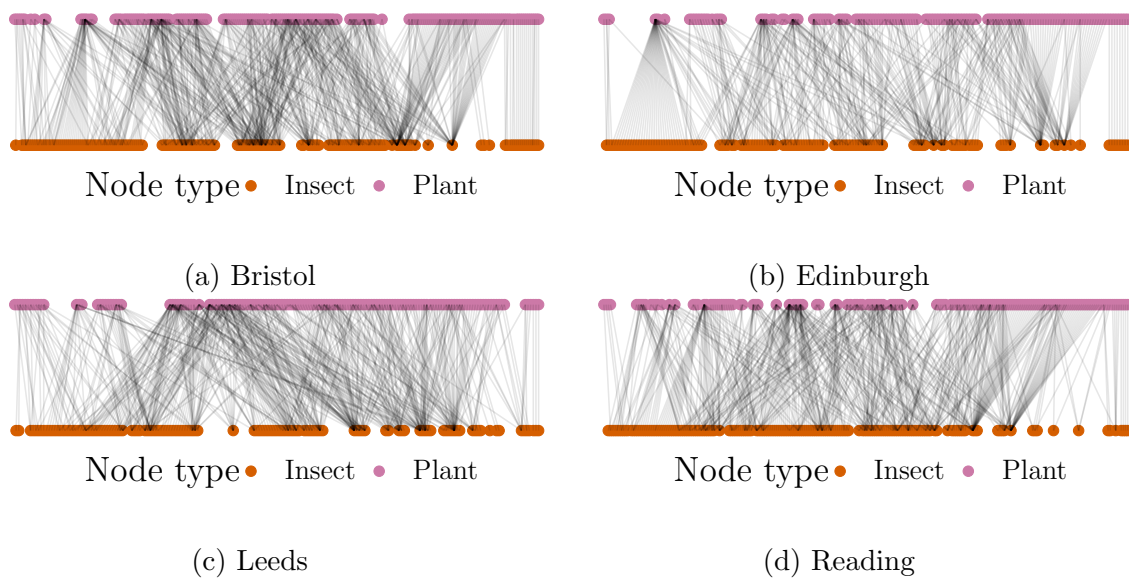 Node type Insect Plant
Node type Insect Plant
(a) Bristol
(b) Edinburgh
Node type Insect Plant
Node type Insect Plant
(c) Leeds
(d) Reading